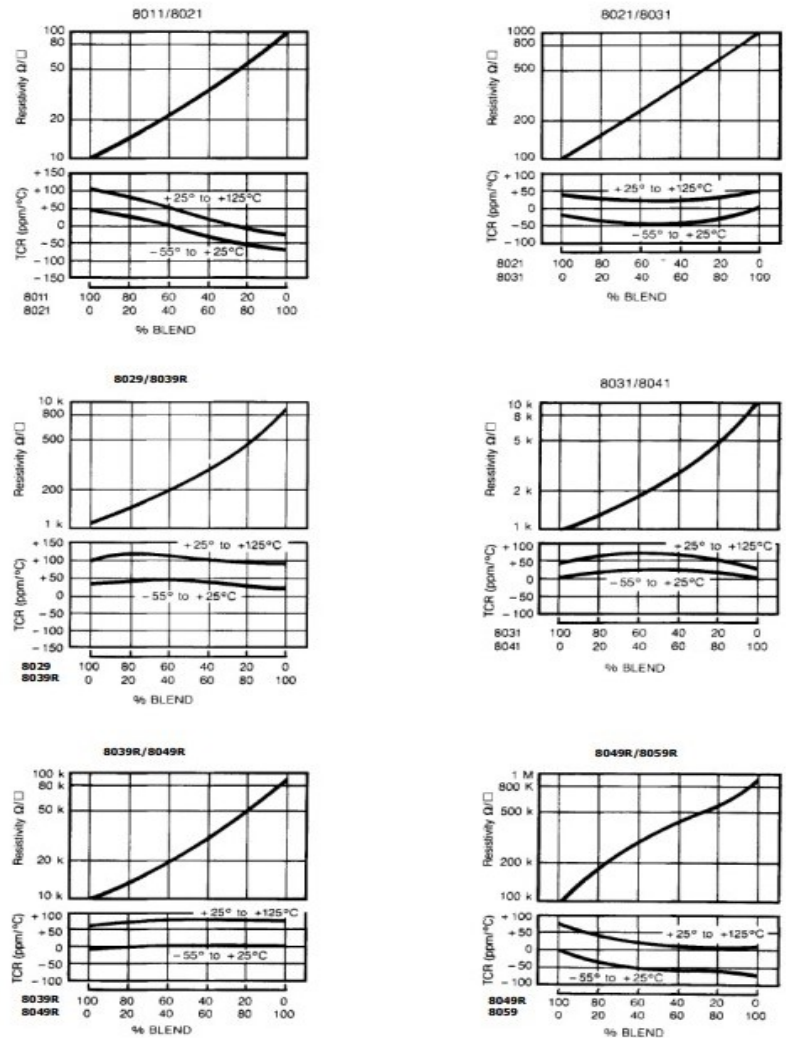 8011/8021
Resistivity Ω/□
100
80
50
20
10
TCR (ppm/°C)
+ 150
+ 100
+ 50
0
− 50
− 100
− 150
+25° to +125°C
−55° to +25°C
8011 100 80 60 40 20 0
8021 0 20 40 60 80 100
% BLEND
8021/8031
Resistivity Ω/□
1000
800
500
200
100
TCR (ppm/°C)
+ 100
+ 50
0
− 50
− 100
+25° to +125°C
−55° to +25°C
8021 100 80 60 40 20 0
8031 0 20 40 60 80 100
% BLEND
8029/8039R
Resistivity Ω/□
10 k
800
500
200
1 k
TCR (ppm/°C)
+ 150
+ 100
+ 50
0
− 50
− 100
− 150
+25° to +125°C
−55° to +25°C
8029 100 80 60 40 20 0
8039R 0 20 40 60 80 100
% BLEND
8031/8041
Resistivity Ω/□
10 k
8 k
5 k
2 k
1 k
TCR (ppm/°C)
+ 100
+ 50
0
− 50
− 100
+25° to +125°C
−55° to +25°C
8031 100 80 60 40 20 0
8041 0 20 40 60 80 100
% BLEND
8039R/8049R
Resistivity Ω/□
100 k
80 k
50 k
20 k
10 k
TCR (ppm/°C)
+ 100
+ 50
0
− 50
− 100
+25° to +125°C
−55° to +25°C
8039R 100 80 60 40 20 0
8049R 0 20 40 60 80 100
% BLEND
8049R/8059R
Resistivity Ω/□
1 M
800 K
500 k
200 k
100 k
TCR (ppm/°C)
+ 100
+ 50
0
− 50
− 100
+25° to +125°C
−55° to +25°C
8049R 100 80 60 40 20 0
8059 0 20 40 60 80 100
% BLEND